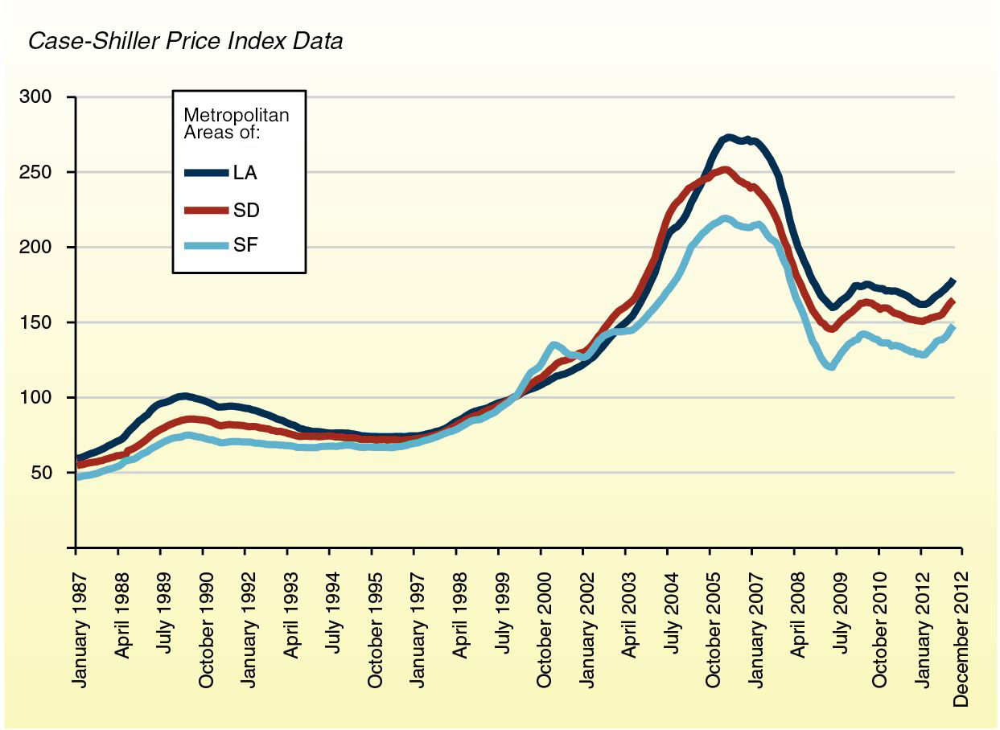 Case-Shiller Price Index Data
300
250
200
150
100
50
Metropolitan
Areas of:
LA
SD
SF
January 1987
April 1988
July 1989
October 1990
January 1992
April 1993
July 1994
October 1995
January 1997
April 1998
July 1999
October 2000
January 2002
April 2003
July 2004
October 2005
January 2007
April 2008
July 2009
October 2010
January 2012
December 2012